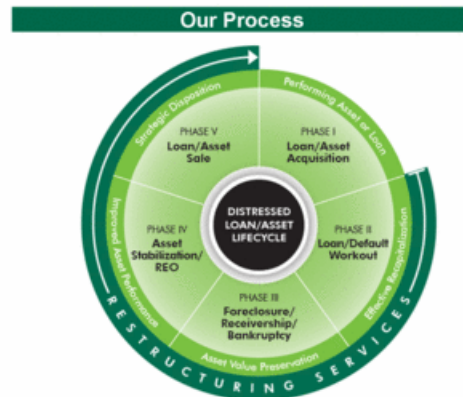 Our Process
PHASE I
Loan/Asset
Acquisition
Performing Asset or Loan
PHASE II
Loan/Default
Workout
Effective Recapitalization
PHASE III
Foreclosure/
Receivership/
Bankruptcy
Asset Value Preservation
PHASE IV
Asset
Stabilization/
REO
Improved Asset Performance
PHASE V
Loan/Asset
Sale
Strategic Disposition
DISTRESSED
LOAN/ASSET
LIFECYCLE
RESTRUCTURING SERVICES